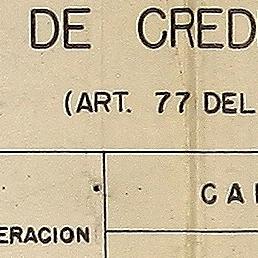 DE CRED
(ART. 77 DEL
CA
ERACION